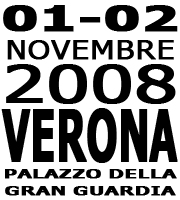 01-02
NOVEMBRE
2008
VERONA
PALAZZO DELLA
GRAN GUARDIA